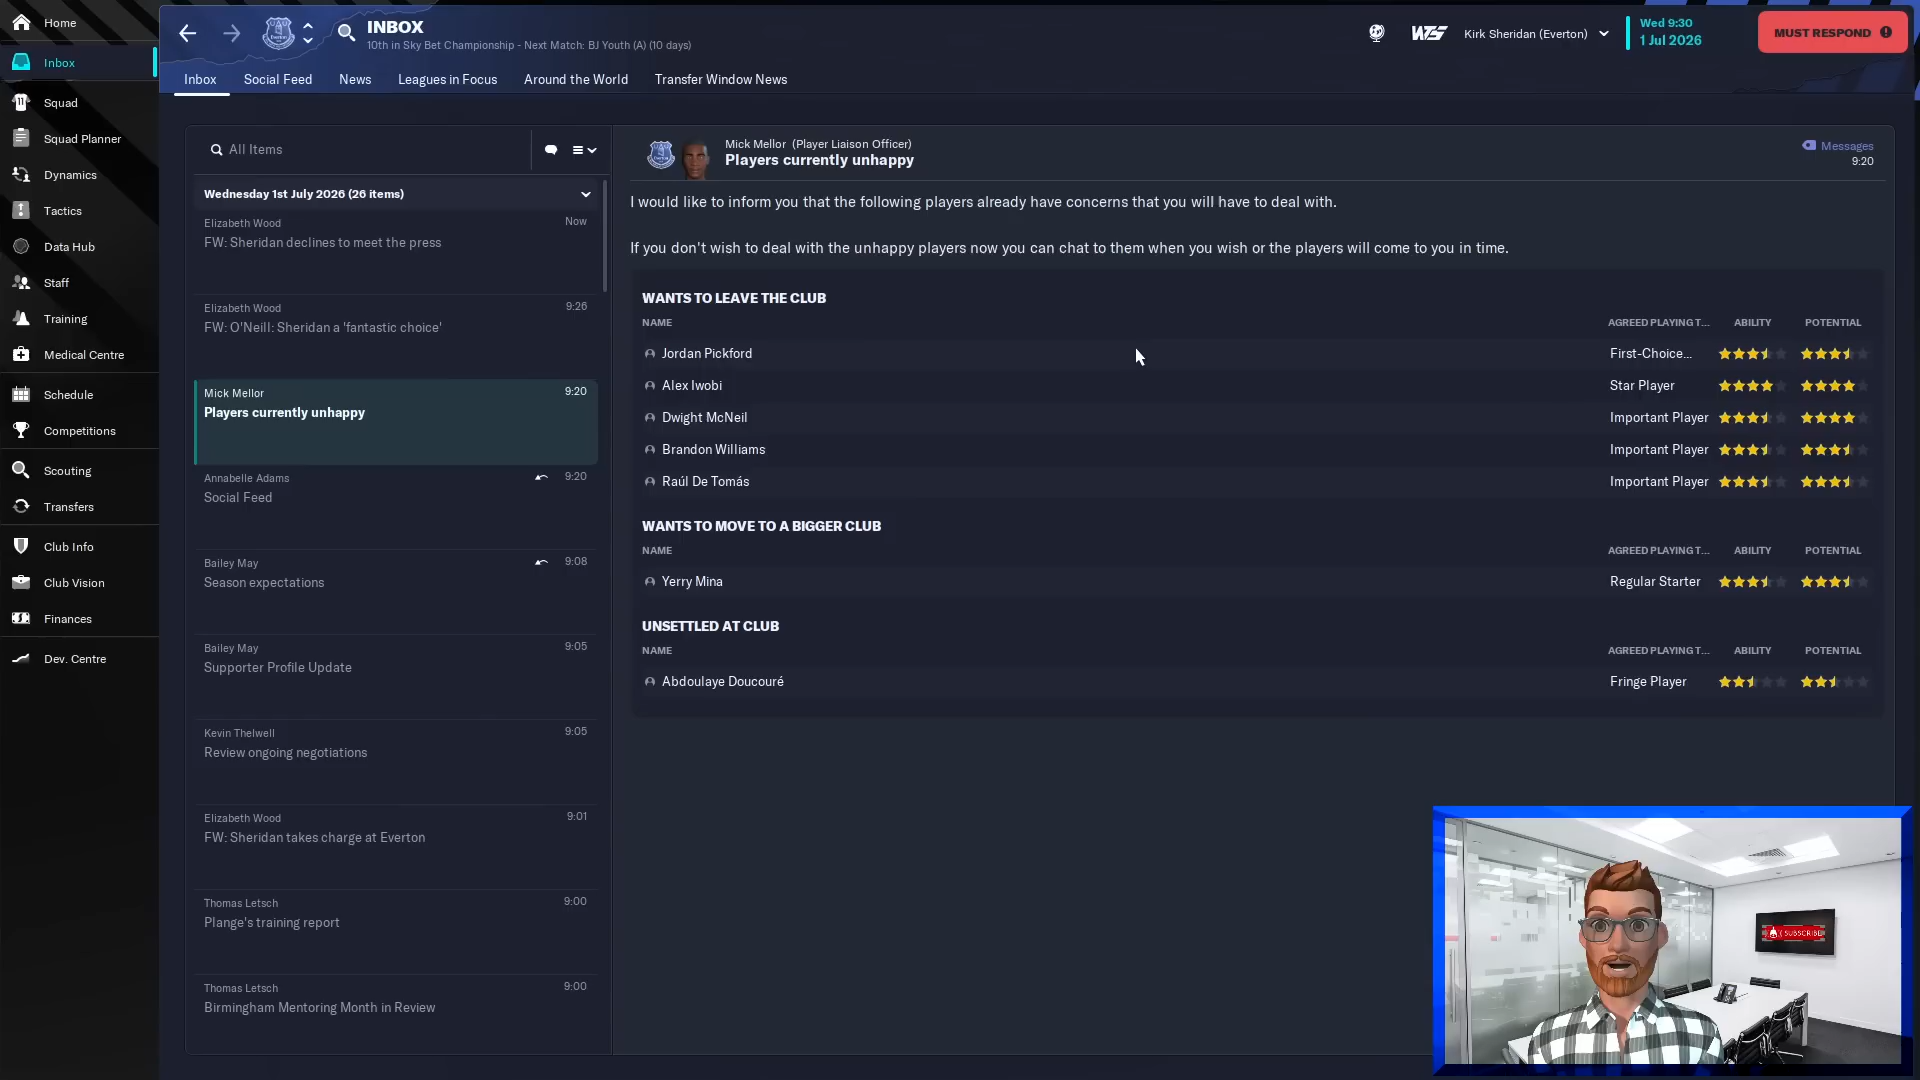 Home
Inbox
Squad
Squad Planner
Dynamics
Tactics
Data Hub
Staff
Training
Medical Centre
Schedule
Competitions
Scouting
Transfers
Club Info
Club Vision
Finances
Dev. Centre
INBOX
10th in Sky Bet Championship - Next Match: BJ Youth (A) (10 days)
Kirk Sheridan (Everton)
Wed 9:30
1 Jul 2026
MUST RESPOND
Inbox Social Feed News Leagues in Focus Around the World Transfer Window News
All Items
Wednesday 1st July 2026 (26 items)
Elizabeth Wood Now
FW: Sheridan declines to meet the press
Elizabeth Wood 9:26
FW: O'Neill: Sheridan a 'fantastic choice'
Mick Mellor 9:20
Players currently unhappy
Annabelle Adams 9:20
Social Feed
Bailey May 9:08
Season expectations
Bailey May 9:05
Supporter Profile Update
Kevin Thelwell 9:05
Review ongoing negotiations
Elizabeth Wood 9:01
FW: Sheridan takes charge at Everton
Thomas Letsch 9:00
Plange's training report
Thomas Letsch 9:00
Birmingham Mentoring Month in Review
Mick Mellor (Player Liaison Officer)
Players currently unhappy
Messages
9:20
I would like to inform you that the following players already have concerns that you will have to deal with.
If you don't wish to deal with the unhappy players now you can chat to them when you wish or the players will come to you in time.
WANTS TO LEAVE THE CLUB
NAME AGREED PLAYING T... ABILITY POTENTIAL
Jordan Pickford First-Choice...
Alex Iwobi Star Player
Dwight McNeil Important Player
Brandon Williams Important Player
Raúl De Tomás Important Player
WANTS TO MOVE TO A BIGGER CLUB
NAME AGREED PLAYING T... ABILITY POTENTIAL
Yerry Mina Regular Starter
UNSETTLED AT CLUB
NAME AGREED PLAYING T... ABILITY POTENTIAL
Abdoulaye Doucouré Fringe Player
SUBSCRIBE